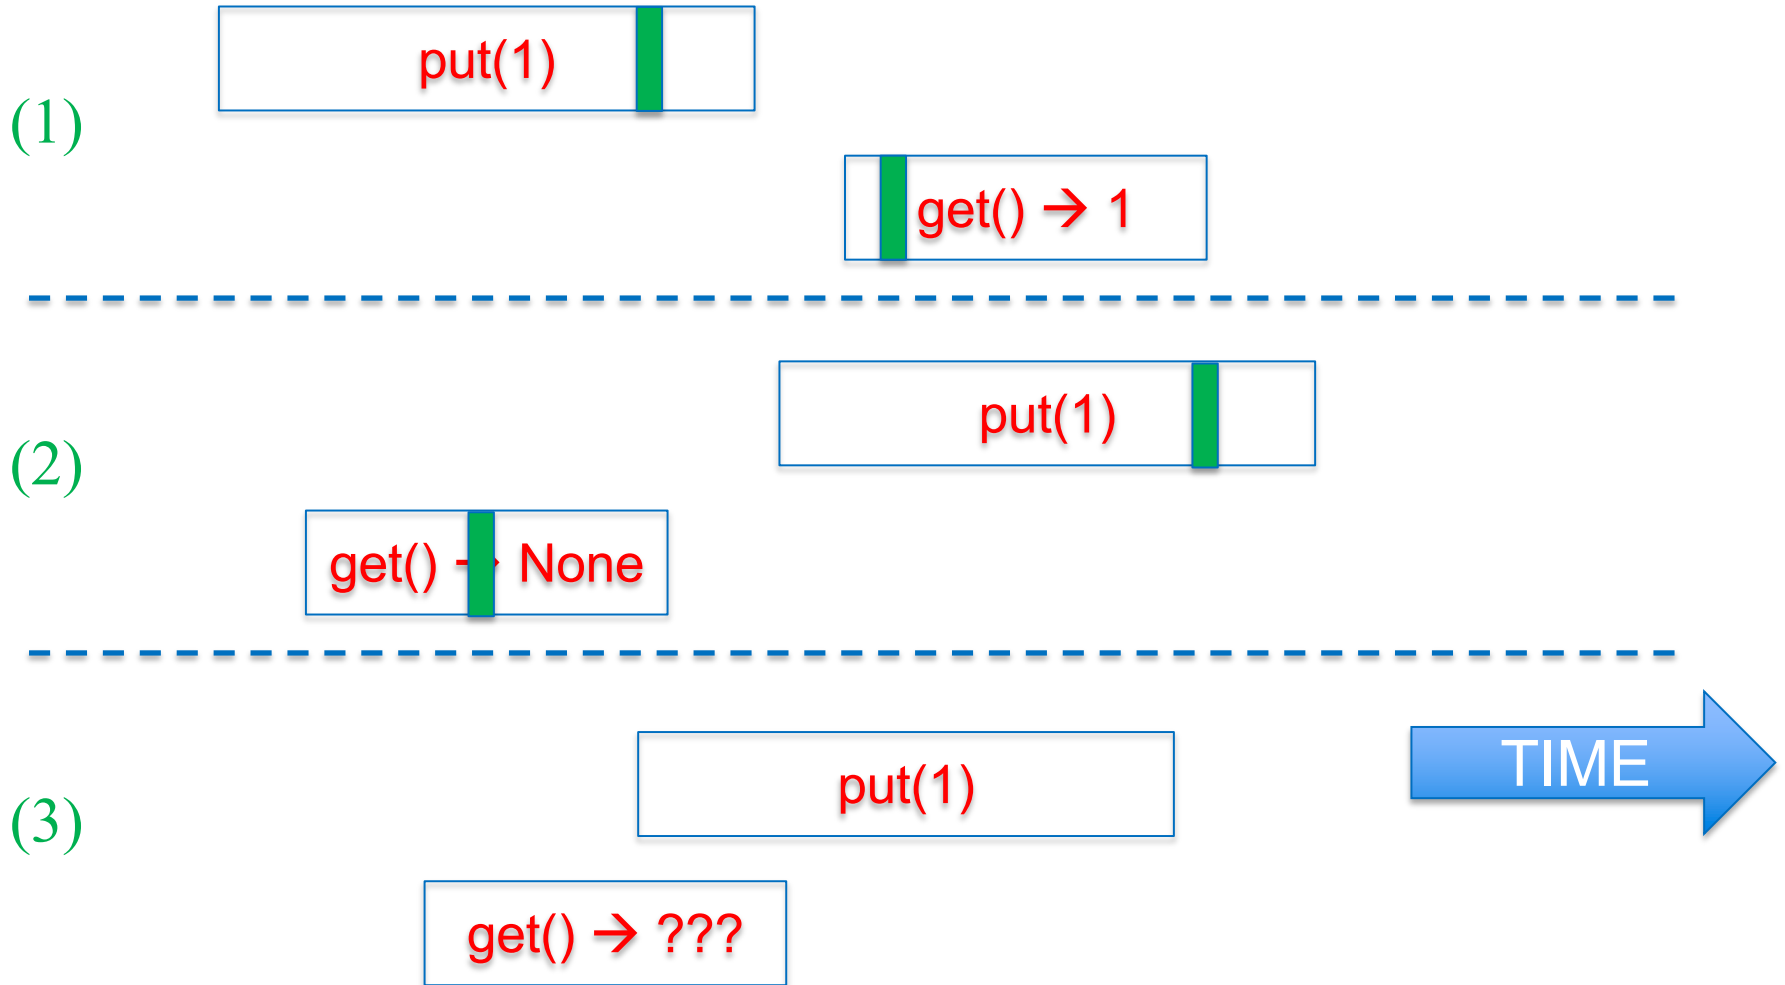 put(1)
(1)
get() → 1
put(1)
(2)
get() → None
put(1)
TIME
(3)
get() → ???